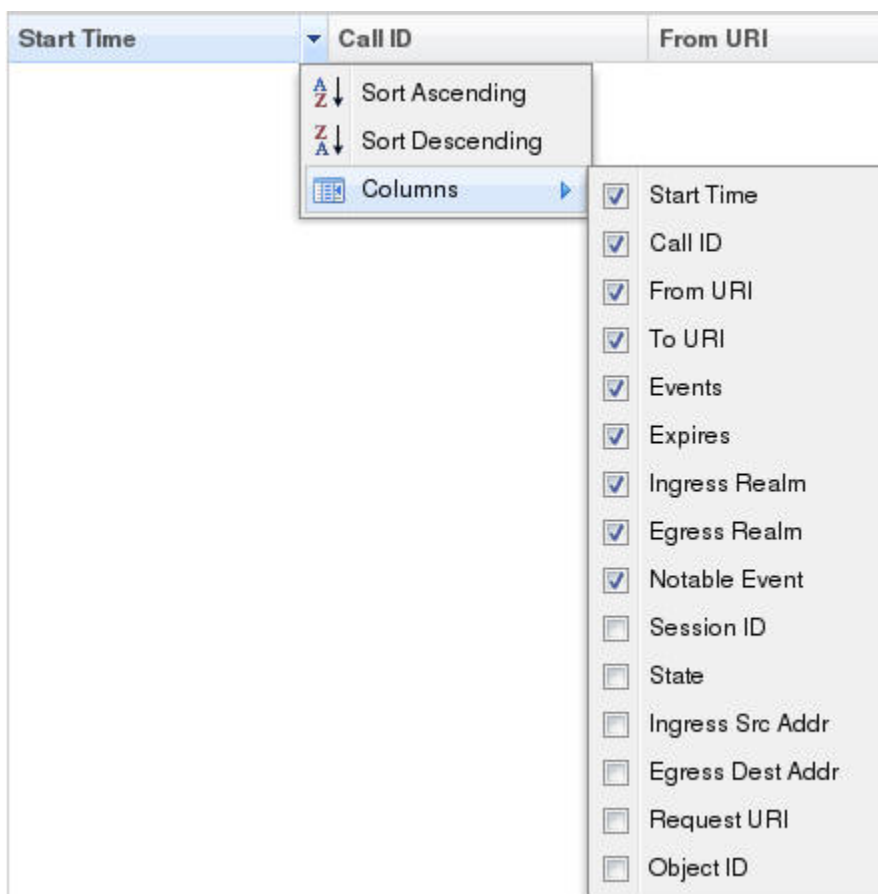 Start Time Call ID From URI
Sort Ascending
Sort Descending
Columns
Start Time
Call ID
From URI
To URI
Events
Expires
Ingress Realm
Egress Realm
Notable Event
Session ID
State
Ingress Src Addr
Egress Dest Addr
Request URI
Object ID